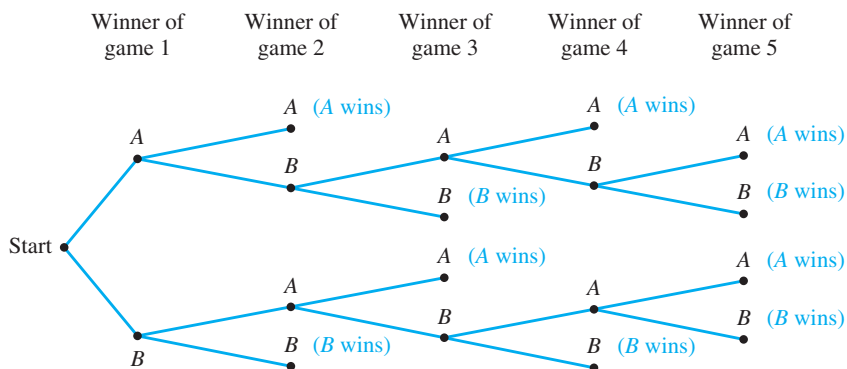 Winner of Winner of Winner of Winner of Winner of
game 1 game 2 game 3 game 4 game 5
A (A wins) A (A wins)
A A A (A wins)
B B
B (B wins) B (B wins)
Start
A (A wins) A (A wins)
A A
B B (B wins)
B B (B wins) B (B wins)